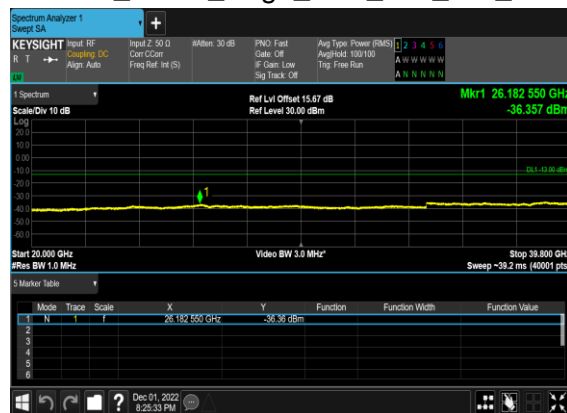 Spectrum Analyzer 1
Swept SA
+
KEYSIGHT
R T
Input: RF
Coupling: DC
Align: Auto
Input Z: 50 Ω
Corr CCorr
Freq Ref: Int (S)
#Atten: 30 dB
PNO: Fast
Gate: Off
IF Gain: Low
Sig Track: Off
Avg Type: Power (RMS)
Avg|Hold: 100/100
Trig: Free Run
1 2 3 4 5 6
A W W W W W
A N N N N N
1 Spectrum
Scale/Div 10 dB
Ref Lvl Offset 15.67 dB
Ref Level 30.00 dBm
Mkr1 26.182 550 GHz
-36.357 dBm
Log
20.0
10.0
0.00
-10.0
DL1 -13.00 dBm
-20.0
-30.0
1
-40.0
-50.0
-60.0
Start 20.000 GHz
#Res BW 1.0 MHz
Video BW 3.0 MHz*
Stop 39.800 GHz
Sweep ~39.2 ms (40001 pts)
5 Marker Table
Mode Trace Scale X Y Function Function Width Function Value
1 N 1 f 26.182 550 GHz -36.36 dBm
2
3
4
5
6
?
Dec 01, 2022
8:25:33 PM